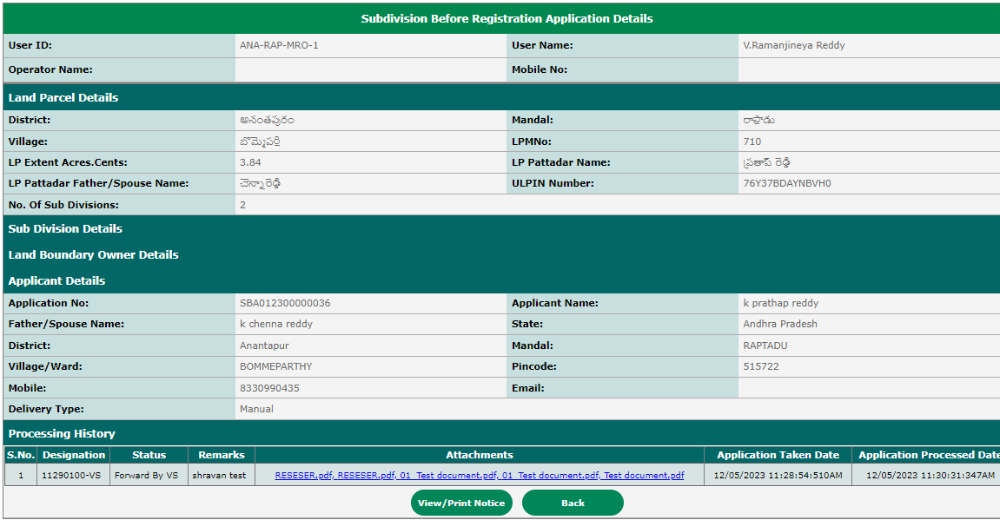 Subdivision Before Registration Application Details
User ID: ANA-RAP-MRO-1 User Name: V.Ramanjineya Reddy
Operator Name: Mobile No:
Land Parcel Details
District: అనంతపురం Mandal: రాప్తాడు
Village: బొమ్మెపర్తి LPMNo: 710
LP Extent Acres.Cents: 3.84 LP Pattadar Name: ప్రతాప్ రెడ్డి
LP Pattadar Father/Spouse Name: చెన్నారెడ్డి ULPIN Number: 76Y37BDAYNBVH0
No. Of Sub Divisions: 2
Sub Division Details
Land Boundary Owner Details
Applicant Details
Application No: SBA012300000036 Applicant Name: k prathap reddy
Father/Spouse Name: k chenna reddy State: Andhra Pradesh
District: Anantapur Mandal: RAPTADU
Village/Ward: BOMMEPARTHY Pincode: 515722
Mobile: 8330990435 Email:
Delivery Type: Manual
Processing History
S.No. Designation Status Remarks Attachments Application Taken Date Application Processed Date
1 11290100-VS Forward By VS shravan test RESESER.pdf, RESESER.pdf, 01_Test document.pdf, 01_Test document.pdf, Test document.pdf 12/05/2023 11:28:54:510AM 12/05/2023 11:30:31:347AM
View/Print Notice Back